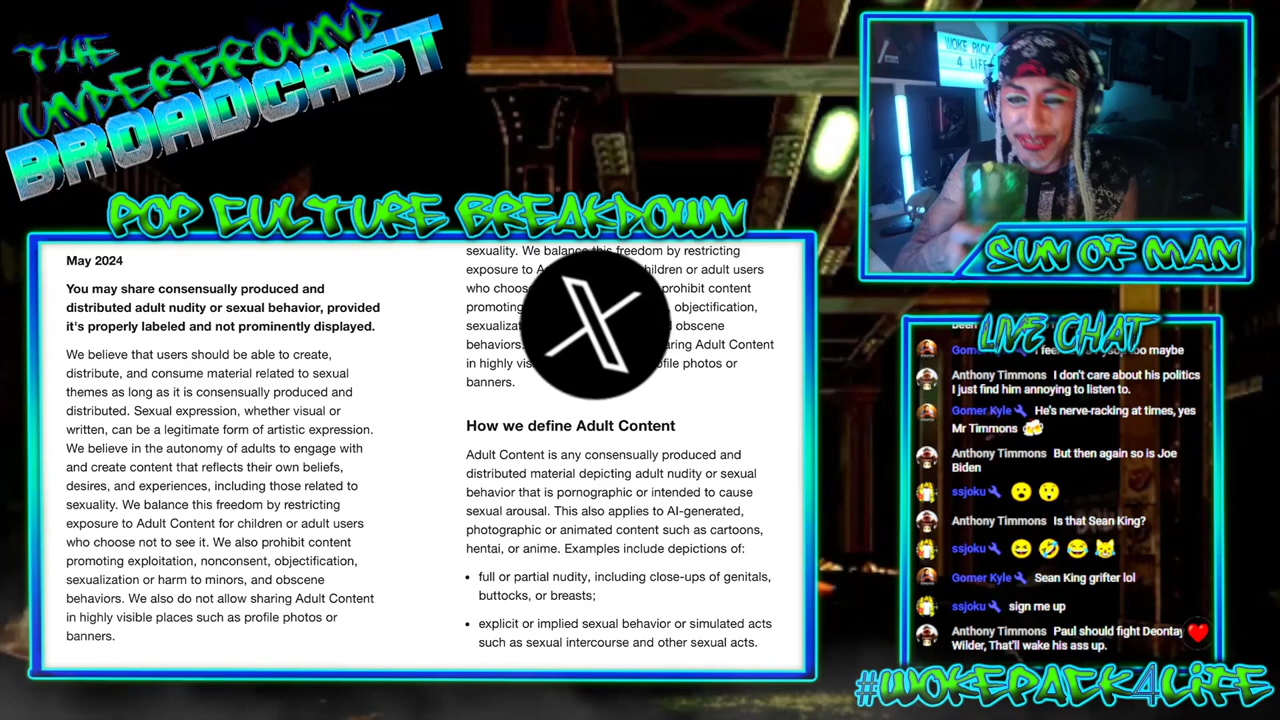 THE
UNDERGROUND
BROADCAST
WOKE PACK
4 LIFE
SUN OF MAN
POP CULTURE BREAKDOWN
May 2024
You may share consensually produced and
distributed adult nudity or sexual behavior, provided
it's properly labeled and not prominently displayed.
We believe that users should be able to create,
distribute, and consume material related to sexual
themes as long as it is consensually produced and
distributed. Sexual expression, whether visual or
written, can be a legitimate form of artistic expression.
We believe in the autonomy of adults to engage with
and create content that reflects their own beliefs,
desires, and experiences, including those related to
sexuality. We balance this freedom by restricting
exposure to Adult Content for children or adult users
who choose not to see it. We also prohibit content
promoting exploitation, nonconsent, objectification,
sexualization or harm to minors, and obscene
behaviors. We also do not allow sharing Adult Content
in highly visible places such as profile photos or
banners.
sexuality. We balance this freedom by restricting
exposure to children or adult users
who prohibit content
promoting objectification,
obscene
behaviors. Adult Content
in highly photos or
banners.
How we define Adult Content
Adult Content is any consensually produced and
distributed material depicting adult nudity or sexual
behavior that is pornographic or intended to cause
sexual arousal. This also applies to AI-generated,
photographic or animated content such as cartoons,
hentai, or anime. Examples include depictions of:
• full or partial nudity, including close-ups of genitals,
buttocks, or breasts;
• explicit or implied sexual behavior or simulated acts
such as sexual intercourse and other sexual acts.
LIVE CHAT
maybe
Anthony Timmons I don't care about his politics
I just find him annoying to listen to.
Gomer Kyle He's nerve-racking at times, yes
Mr Timmons 🍻
Anthony Timmons But then again so is Joe
Biden
ssjoku 😮 😲
Anthony Timmons Is that Sean King?
ssjoku 😆 🤣 😂 😹
Gomer Kyle Sean King grifter lol
ssjoku sign me up
Anthony Timmons Paul should fight Deontay
Wilder, That'll wake his ass up.
#WOKEPACK4LIFE